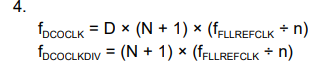 4.
fDCOCLK = D × (N + 1) × (fFLLREFCLK ÷ n)
fDCOCLKDIV = (N + 1) × (fFLLREFCLK ÷ n)